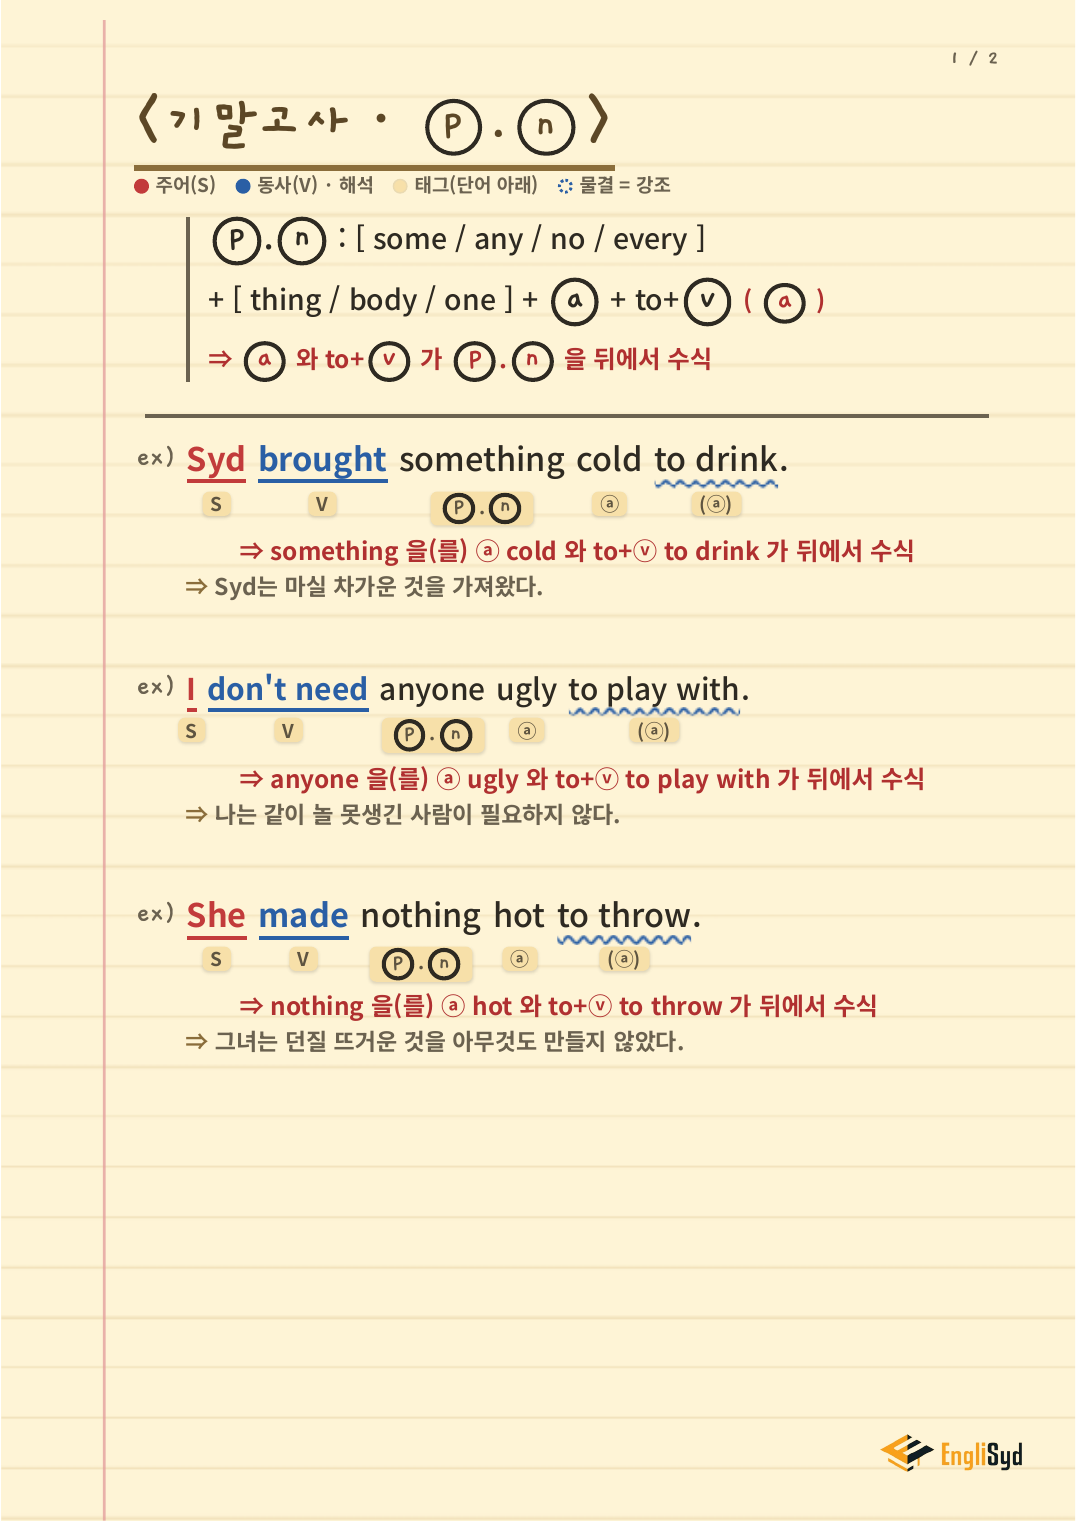 1 / 2
〈기말고사 · ⓟ.ⓝ〉
주어(S) 동사(V) · 해석 태그(단어 아래) 물결 = 강조
ⓟ.ⓝ : [ some / any / no / every ]
+ [ thing / body / one ] + ⓐ + to+ⓥ ( ⓐ )
⇒ ⓐ 와 to+ⓥ 가 ⓟ.ⓝ 을 뒤에서 수식
ex) Syd brought something cold to drink.
S V ⓟ.ⓝ ⓐ (ⓐ)
⇒ something 을(를) ⓐ cold 와 to+ⓥ to drink 가 뒤에서 수식
⇒ Syd는 마실 차가운 것을 가져왔다.
ex) I don't need anyone ugly to play with.
S V ⓟ.ⓝ ⓐ (ⓐ)
⇒ anyone 을(를) ⓐ ugly 와 to+ⓥ to play with 가 뒤에서 수식
⇒ 나는 같이 놀 못생긴 사람이 필요하지 않다.
ex) She made nothing hot to throw.
S V ⓟ.ⓝ ⓐ (ⓐ)
⇒ nothing 을(를) ⓐ hot 와 to+ⓥ to throw 가 뒤에서 수식
⇒ 그녀는 던질 뜨거운 것을 아무것도 만들지 않았다.
EngliSyd